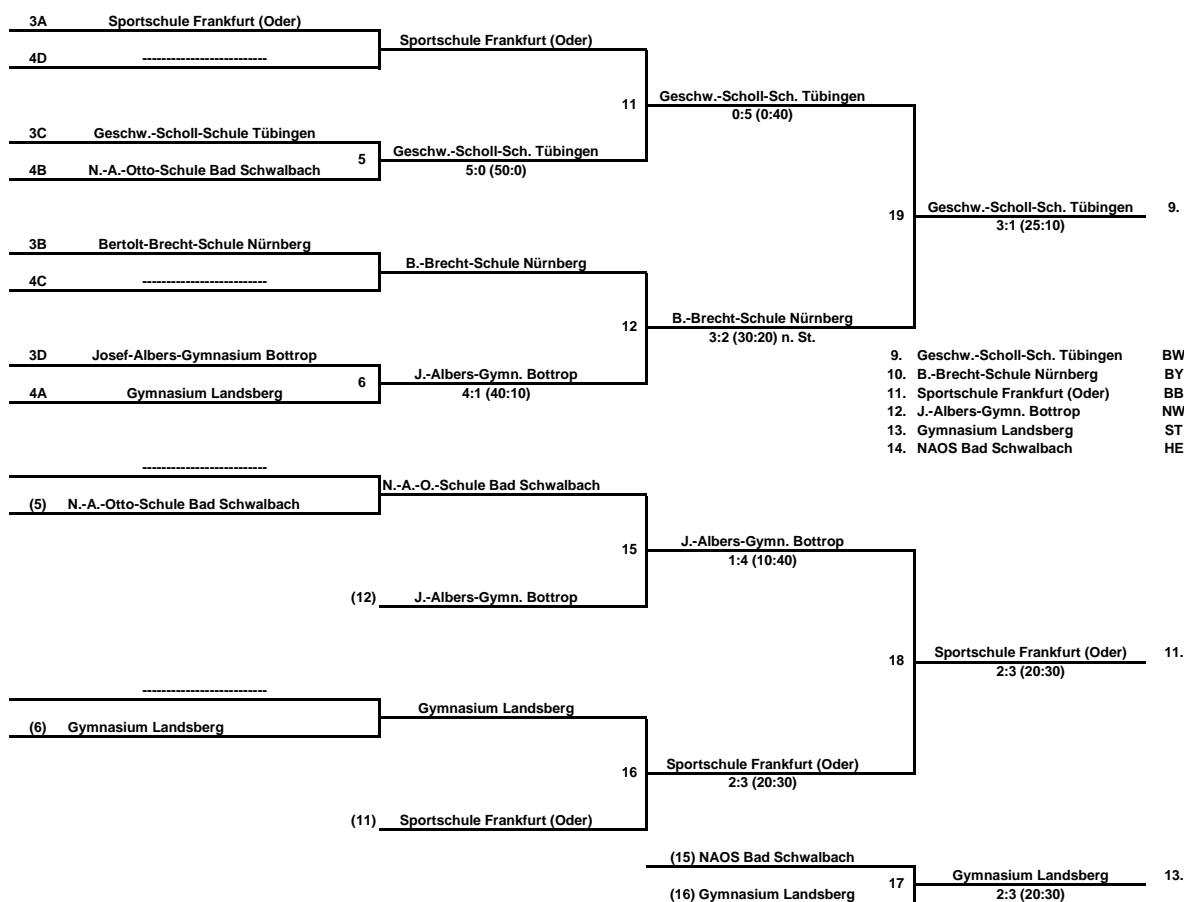 3A Sportschule Frankfurt (Oder)
Sportschule Frankfurt (Oder)
4D --------------------------
11 Geschw.-Scholl-Sch. Tübingen
0:5 (0:40)
3C Geschw.-Scholl-Schule Tübingen
5 Geschw.-Scholl-Sch. Tübingen
4B N.-A.-Otto-Schule Bad Schwalbach
5:0 (50:0)
19 Geschw.-Scholl-Sch. Tübingen 9.
3:1 (25:10)
3B Bertolt-Brecht-Schule Nürnberg
B.-Brecht-Schule Nürnberg
4C --------------------------
12 B.-Brecht-Schule Nürnberg
3:2 (30:20) n. St.
3D Josef-Albers-Gymnasium Bottrop
6 J.-Albers-Gymn. Bottrop
4A Gymnasium Landsberg
4:1 (40:10)
9. Geschw.-Scholl-Sch. Tübingen BW
10. B.-Brecht-Schule Nürnberg BY
11. Sportschule Frankfurt (Oder) BB
12. J.-Albers-Gymn. Bottrop NW
13. Gymnasium Landsberg ST
14. NAOS Bad Schwalbach HE
--------------------------
N.-A.-O.-Schule Bad Schwalbach
(5) N.-A.-Otto-Schule Bad Schwalbach
15 J.-Albers-Gymn. Bottrop
1:4 (10:40)
(12) J.-Albers-Gymn. Bottrop
18 Sportschule Frankfurt (Oder) 11.
2:3 (20:30)
--------------------------
Gymnasium Landsberg
(6) Gymnasium Landsberg
16 Sportschule Frankfurt (Oder)
2:3 (20:30)
(11) Sportschule Frankfurt (Oder)
(15) NAOS Bad Schwalbach
17 Gymnasium Landsberg 13.
(16) Gymnasium Landsberg
2:3 (20:30)